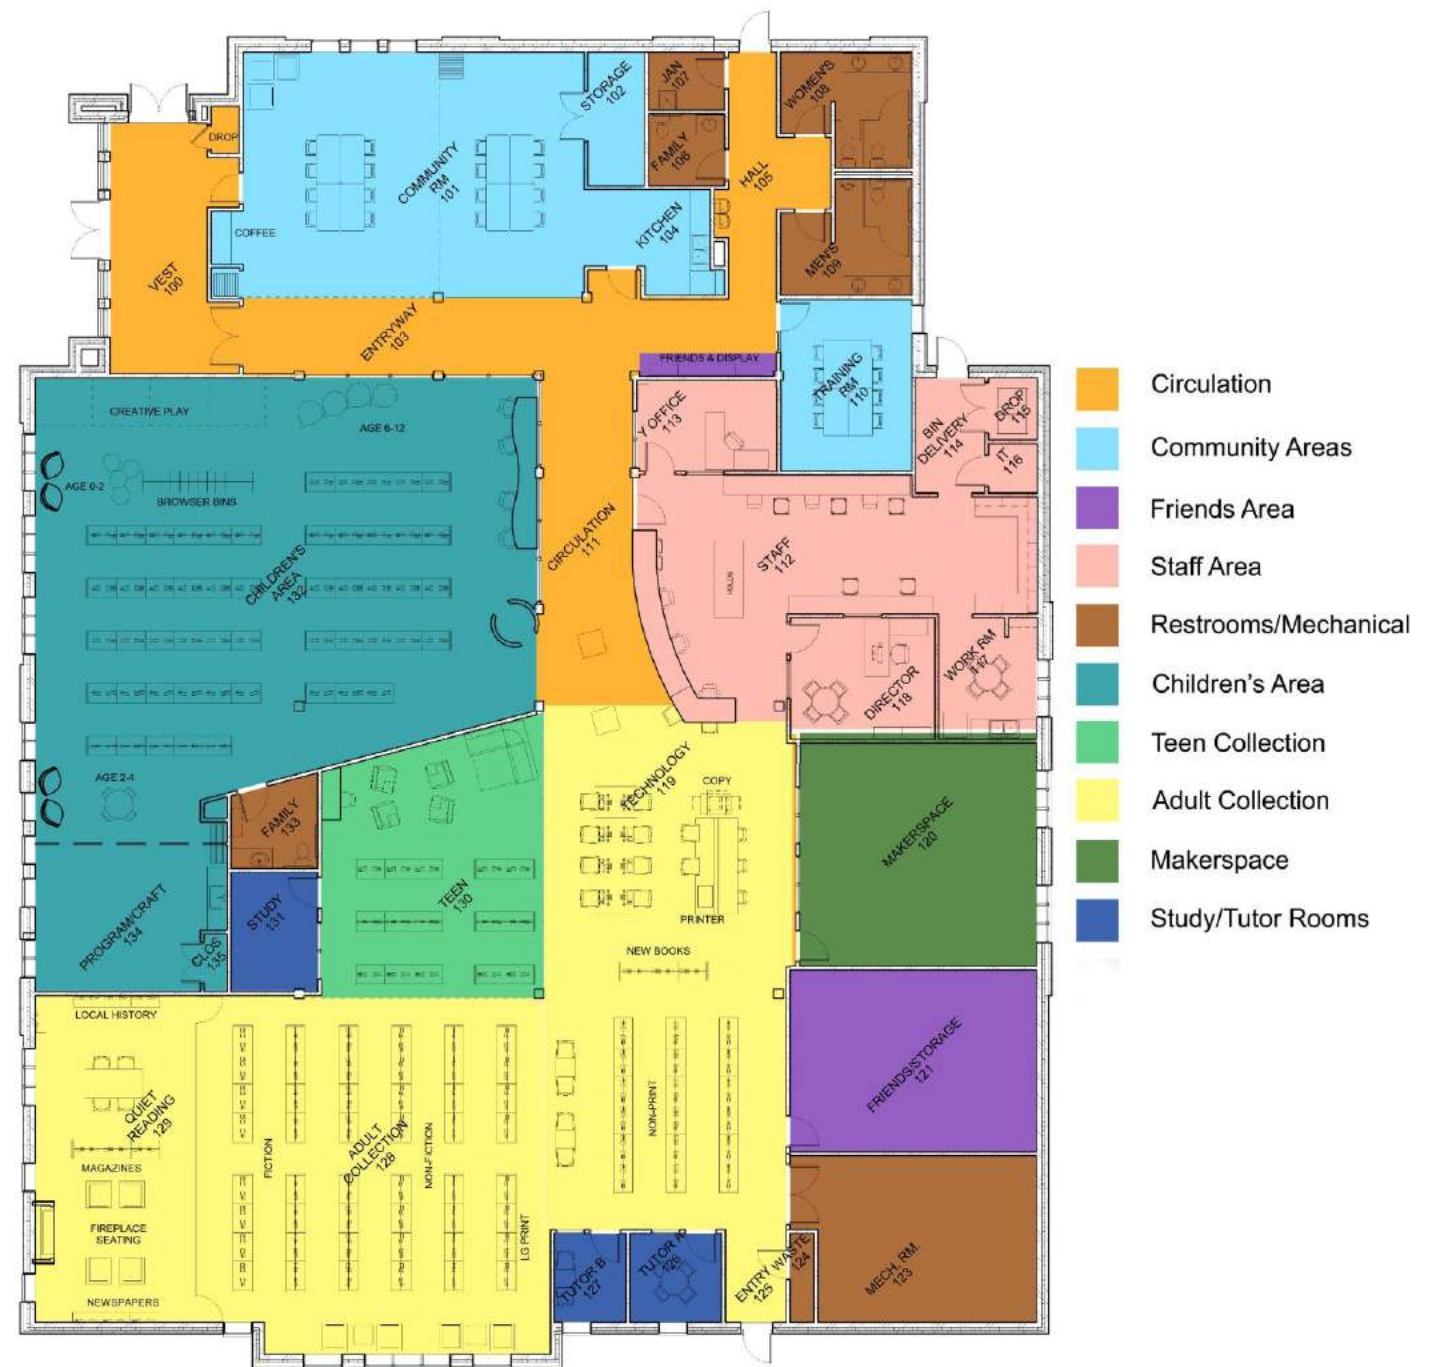 STORAGE
102
JAN
107
WOMEN'S
108
DROP
COMMUNITY
RM
101
FAMILY
106
HALL
105
COFFEE
KITCHEN
104
MEN'S
109
VEST
100
ENTRYWAY
103
FRIENDS & DISPLAY
TRAINING
RM
110
Circulation
CREATIVE PLAY
AGE 6-12
Y OFFICE
113
BIN
DELIVERY
114
DROP
115
IT
116
Community Areas
AGE 0-2
BROWSER BINS
Friends Area
CIRCULATION
111
STAFF
112
HOLDS
Staff Area
CHILDREN'S
AREA
132
Restrooms/Mechanical
WORK RM
117
DIRECTOR
118
Children's Area
Teen Collection
AGE 2-4
TECHNOLOGY
119
COPY
Adult Collection
FAMILY
133
MAKERSPACE
120
Makerspace
PROGRAM/CRAFT
134
CLOS
135
STUDY
131
TEEN
130
PRINTER
Study/Tutor Rooms
NEW BOOKS
LOCAL HISTORY
QUIET
READING
129
FRIENDS/STORAGE
121
NON-PRINT
FICTION
ADULT
COLLECTION
128
NON-FICTION
MAGAZINES
FIREPLACE
SEATING
LG PRINT
NEWSPAPERS
TUTOR B
127
TUTOR A
126
ENTRY
125
WASTE
124
MECH. RM.
123